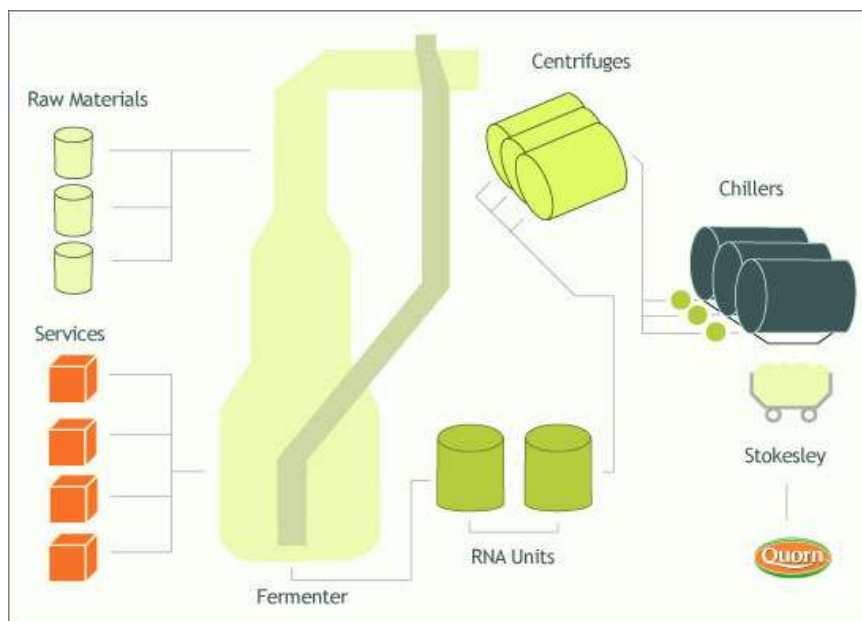 Centrifuges
Raw Materials
Chillers
Services
Stokesley
Quorn
RNA Units
Fermenter